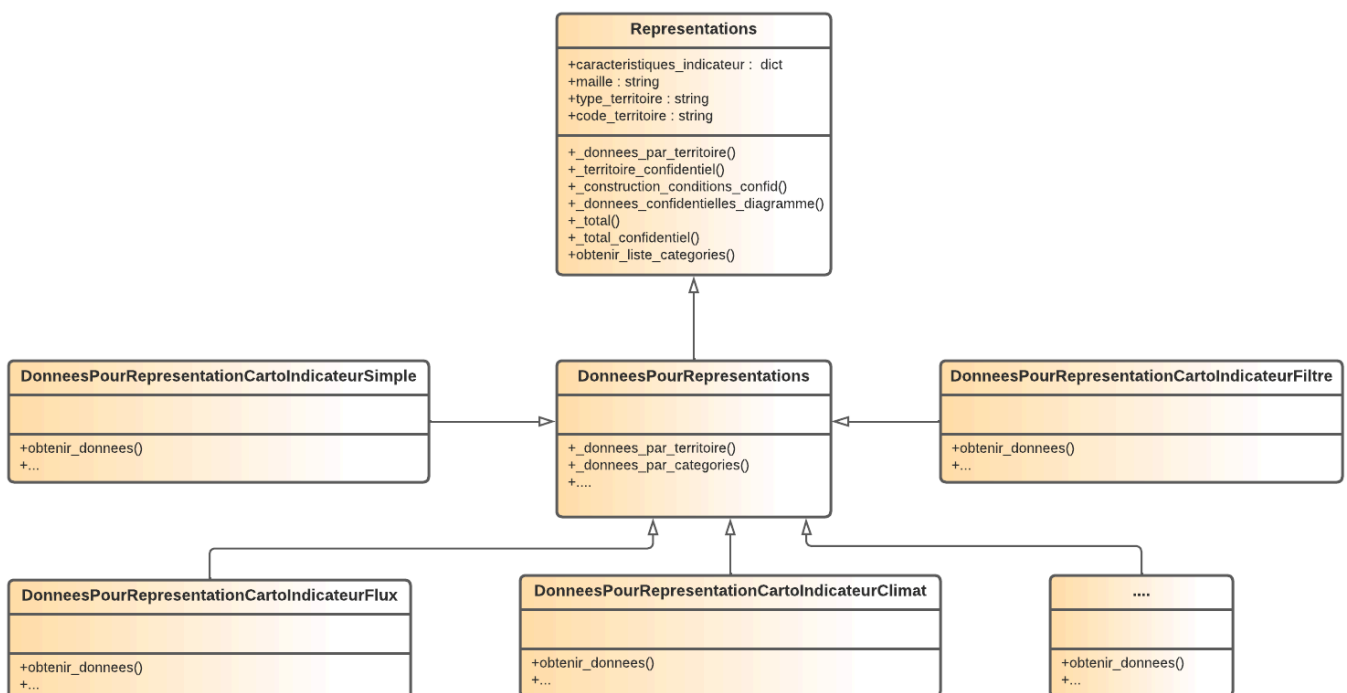 Representations
+caracteristiques_indicateur :  dict
+maille : string
+type_territoire : string
+code_territoire : string
+_donnees_par_territoire()
+_territoire_confidentiel()
+_construction_conditions_confid()
+_donnees_confidentielles_diagramme()
+_total()
+_total_confidentiel()
+obtenir_liste_categories()
DonneesPourRepresentationCartoIndicateurSimple
+obtenir_donnees()
+...
DonneesPourRepresentations
+_donnees_par_territoire()
+_donnees_par_categories()
+....
DonneesPourRepresentationCartoIndicateurFiltre
+obtenir_donnees()
+...
DonneesPourRepresentationCartoIndicateurFlux
+obtenir_donnees()
+...
DonneesPourRepresentationCartoIndicateurClimat
+obtenir_donnees()
+...
....
+obtenir_donnees()
+...